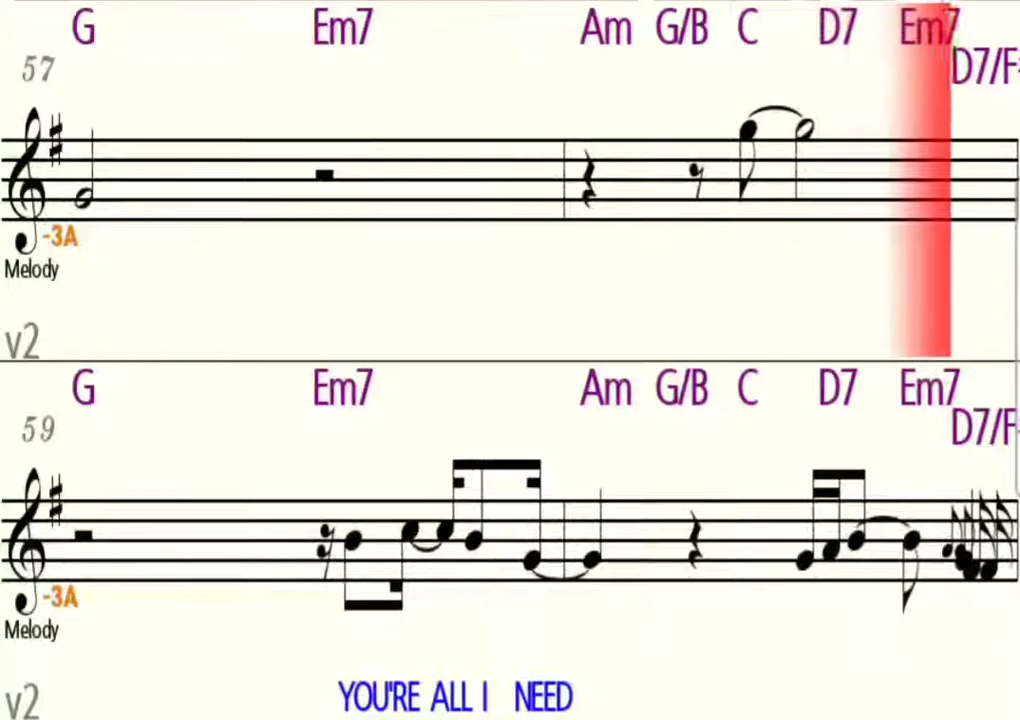 G Em7 Am G/B C D7 Em7
57 D7/F
-3A
Melody
v2
G Em7 Am G/B C D7 Em7
59 D7/F
-3A
Melody
v2 YOU'RE ALL I NEED